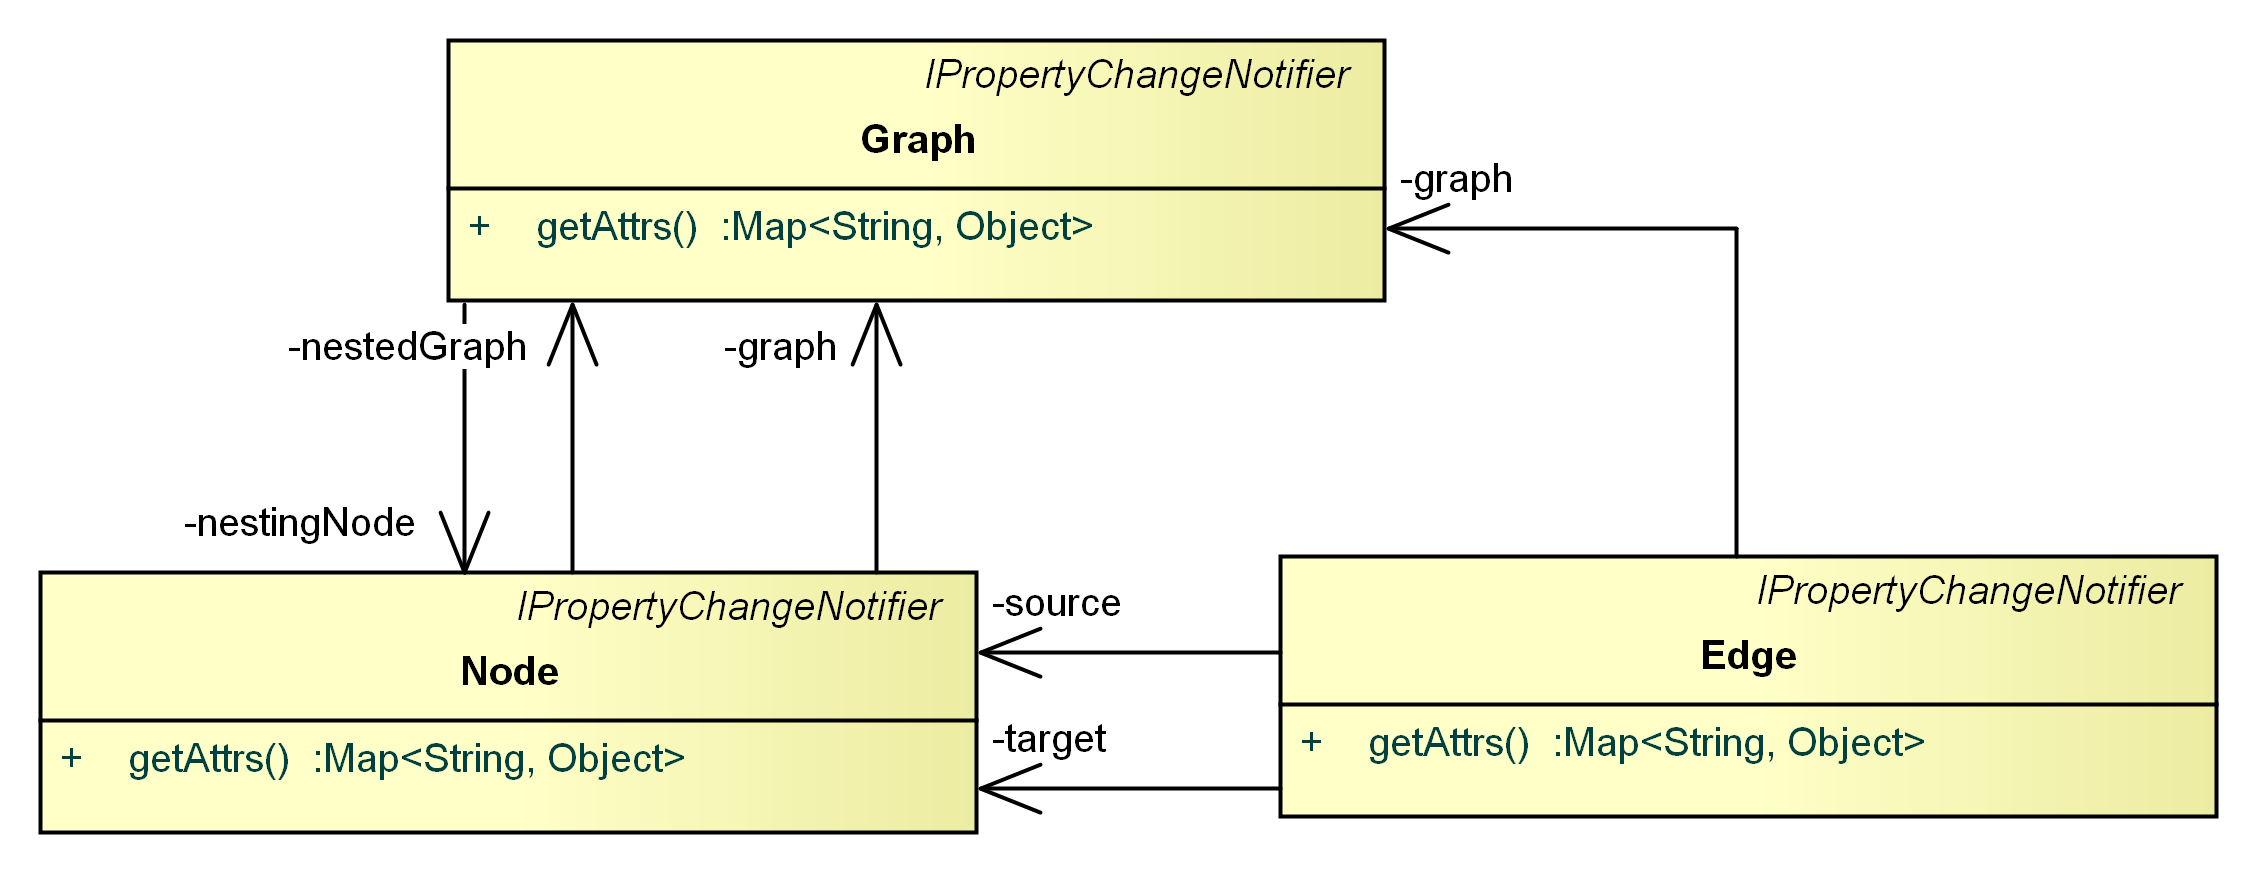 IPropertyChangeNotifier
Graph
+ getAttrs() :Map<String, Object>
-graph
-nestedGraph
-graph
-nestingNode
IPropertyChangeNotifier
Node
+ getAttrs() :Map<String, Object>
-source
-target
IPropertyChangeNotifier
Edge
+ getAttrs() :Map<String, Object>